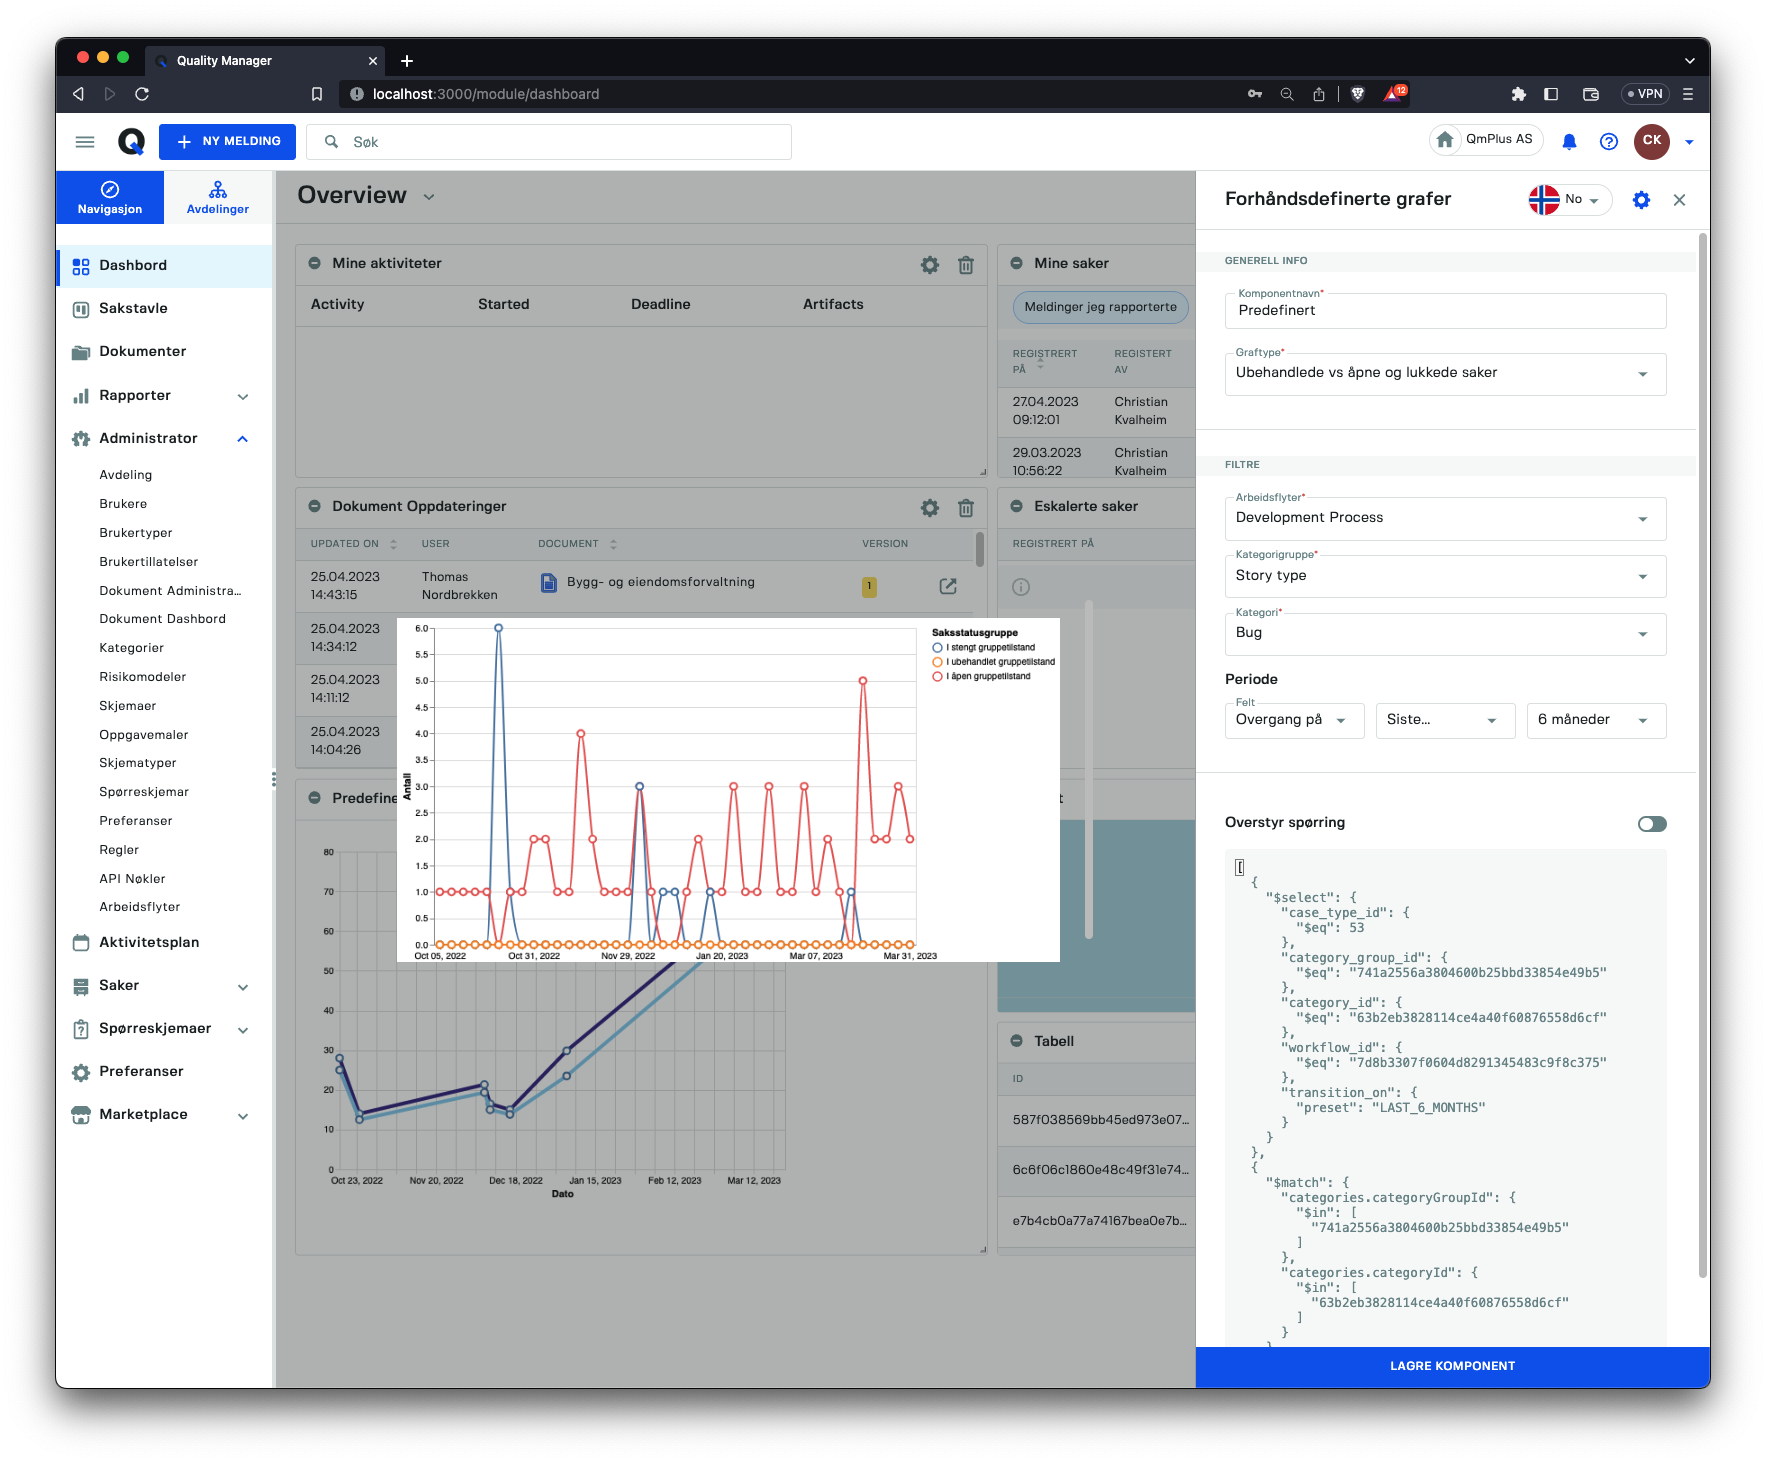 Quality Manager
localhost:3000/module/dashboard
12
VPN
NY MELDING
Søk
QmPlus AS
CK
Navigasjon
Avdelinger
Dashbord
Sakstavle
Dokumenter
Rapporter
Administrator
Avdeling
Brukere
Brukertyper
Brukertillatelser
Dokument Administra...
Dokument Dashbord
Kategorier
Risikomodeler
Skjemaer
Oppgavemaler
Skjematyper
Spørreskjemar
Preferanser
Regler
API Nøkler
Arbeidsflyter
Aktivitetsplan
Saker
Spørreskjemaer
Preferanser
Marketplace
Overview
Mine aktiviteter
Activity Started Deadline Artifacts
Mine saker
Meldinger jeg rapporterte
REGISTRERT PÅ
REGISTERT AV
27.04.2023 09:12:01
Christian Kvalheim
29.03.2023 10:56:22
Christian Kvalheim
Dokument Oppdateringer
UPDATED ON USER DOCUMENT VERSION
25.04.2023 14:43:15
Thomas Nordbrekken
Bygg- og eiendomsforvaltning
1
25.04.2023
14:34:12
25.04.2023
14:11:12
25.04.2023
14:04:26
Eskalerte saker
REGISTRERT PÅ
Predefine
80
70
60
50
40
30
20
10
0
Oct 23, 2022 Nov 20, 2022 Dec 18, 2022 Jan 15, 2023 Feb 12, 2023 Mar 12, 2023
Dato
6.0
5.5
5.0
4.5
4.0
3.5
3.0
2.5
2.0
1.5
1.0
0.5
0.0
Antall
Oct 05, 2022 Oct 31, 2022 Nov 29, 2022 Jan 20, 2023 Mar 07, 2023 Mar 31, 2023
Saksstatusgruppe
I stengt gruppetilstand
I ubehandlet gruppetilstand
I åpen gruppetilstand
t
Tabell
ID
587f038569bb45ed973e07...
6c6f06c1860e48c49f31e74...
e7b4cb0a77a74167bea0e7b...
Forhåndsdefinerte grafer
No
GENERELL INFO
Komponentnavn*
Predefinert
Graftype*
Ubehandlede vs åpne og lukkede saker
FILTRE
Arbeidsflyter*
Development Process
Kategorigruppe*
Story type
Kategori*
Bug
Periode
Felt
Overgang på
Siste...
6 måneder
Overstyr spørring
[
{
"$select": {
"case_type_id": {
"$eq": 53
},
"category_group_id": {
"$eq": "741a2556a3804600b25bbd33854e49b5"
},
"category_id": {
"$eq": "63b2eb3828114ce4a40f60876558d6cf"
},
"workflow_id": {
"$eq": "7d8b3307f0604d8291345483c9f8c375"
},
"transition_on": {
"preset": "LAST_6_MONTHS"
}
}
},
{
"$match": {
"categories.categoryGroupId": {
"$in": [
"741a2556a3804600b25bbd33854e49b5"
]
},
"categories.categoryId": {
"$in": [
"63b2eb3828114ce4a40f60876558d6cf"
]
}
}
LAGRE KOMPONENT